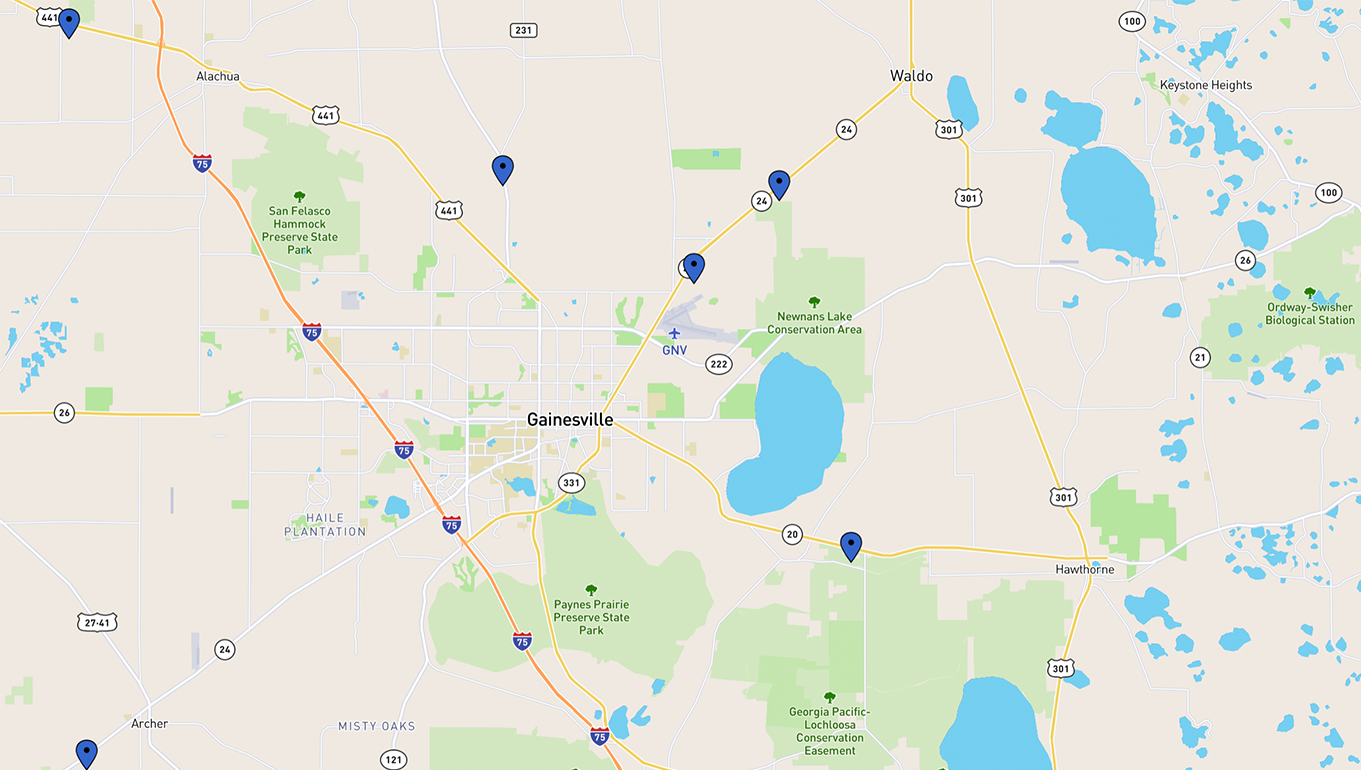 441
231
100
Alachua
Waldo
Keystone Heights
441
24
301
75
441
24
301
100
San Felasco
Hammock
Preserve State
Park
26
Newnans Lake
Conservation Area
Ordway-Swisher
Biological Station
75
GNV
222
21
26
Gainesville
75
331
301
HAILE
PLANTATION
75
20
Hawthorne
Paynes Prairie
Preserve State
Park
27-41
24
75
301
Archer
MISTY OAKS
Georgia Pacific-
Lochloosa
Conservation
Easement
75
121